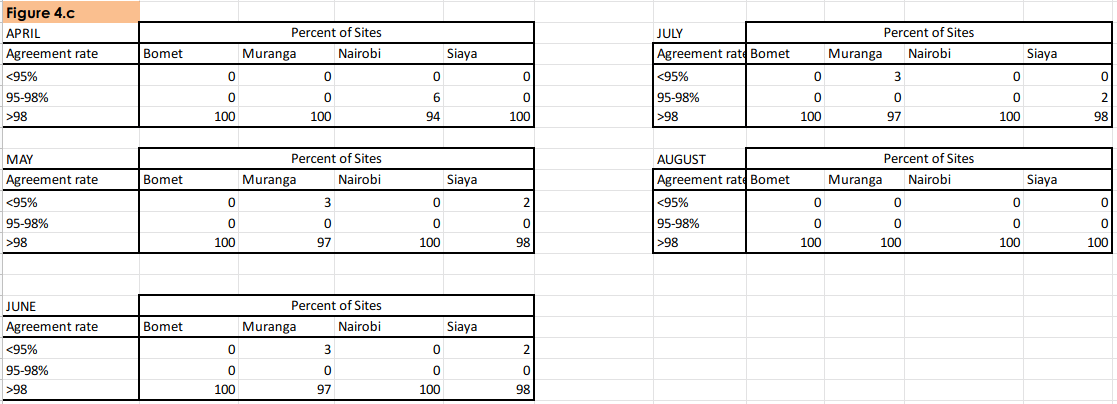 Figure 4.c
APRIL Percent of Sites
Agreement rate Bomet Muranga Nairobi Siaya
<95% 0 0 0 0
95-98% 0 0 6 0
>98 100 100 94 100
MAY Percent of Sites
Agreement rate Bomet Muranga Nairobi Siaya
<95% 0 3 0 2
95-98% 0 0 0 0
>98 100 97 100 98
JUNE Percent of Sites
Agreement rate Bomet Muranga Nairobi Siaya
<95% 0 3 0 2
95-98% 0 0 0 0
>98 100 97 100 98
JULY Percent of Sites
Agreement rate Bomet Muranga Nairobi Siaya
<95% 0 3 0 0
95-98% 0 0 0 2
>98 100 97 100 98
AUGUST Percent of Sites
Agreement rate Bomet Muranga Nairobi Siaya
<95% 0 0 0 0
95-98% 0 0 0 0
>98 100 100 100 100